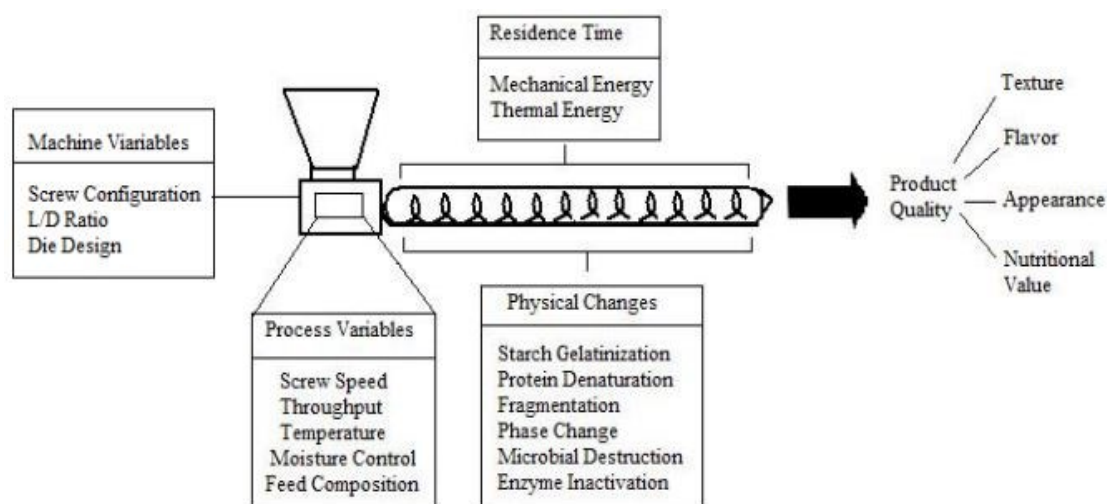 Residence Time
Mechanical Energy
Thermal Energy
Machine Viariables
Screw Configuration
L/D Ratio
Die Design
Process Variables
Screw Speed
Throughput
Temperature
Moisture Control
Feed Composition
Physical Changes
Starch Gelatinization
Protein Denaturation
Fragmentation
Phase Change
Microbial Destruction
Enzyme Inactivation
Product
Quality
Texture
Flavor
Appearance
Nutritional
Value